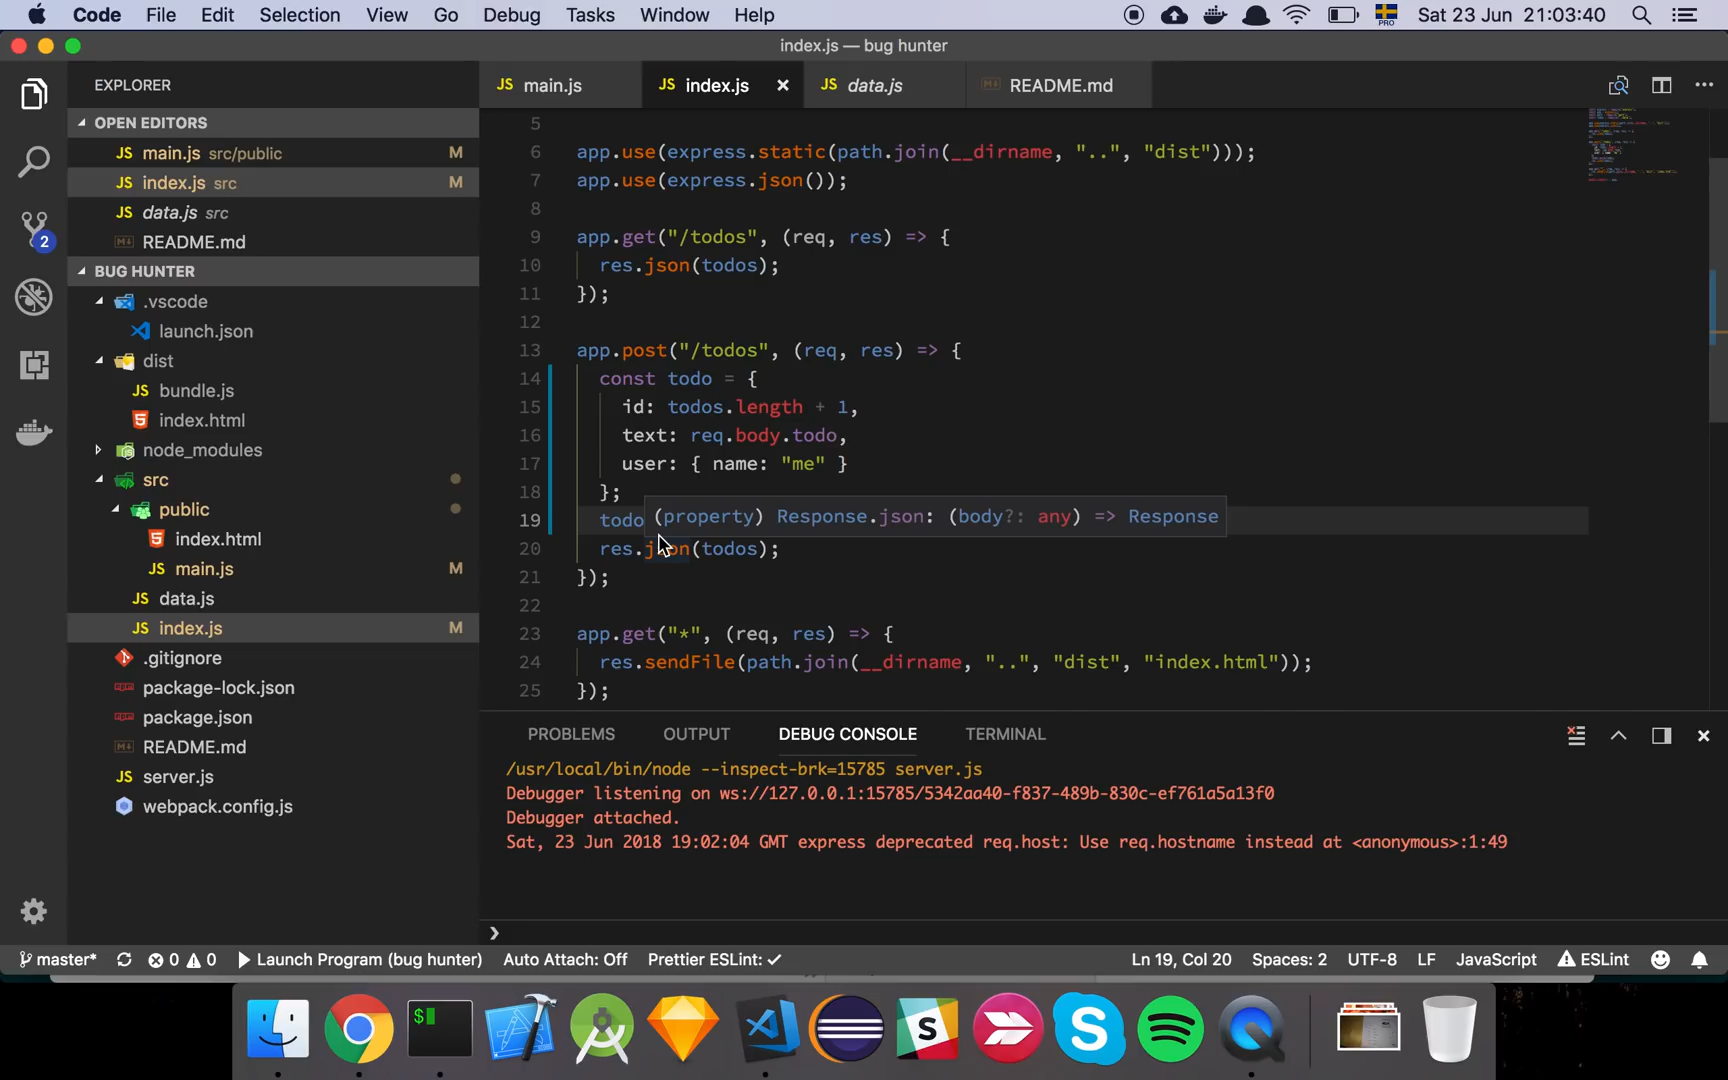 Code File Edit Selection View Go Debug Tasks Window Help PRO Sat 23 Jun 21:03:40
index.js — bug hunter
EXPLORER
JS main.js JS index.js × JS data.js README.md
OPEN EDITORS
JS main.js src/public M
JS index.js src M
JS data.js src
README.md
BUG HUNTER
.vscode
launch.json
dist
JS bundle.js
5 index.html
node_modules
src
public
5 index.html
JS main.js M
JS data.js
JS index.js M
.gitignore
package-lock.json
package.json
README.md
JS server.js
webpack.config.js
2
5
6 app.use(express.static(path.join(__dirname, "..", "dist")));
7 app.use(express.json());
8
9 app.get("/todos", (req, res) => {
10 res.json(todos);
11 });
12
13 app.post("/todos", (req, res) => {
14 const todo = {
15 id: todos.length + 1,
16 text: req.body.todo,
17 user: { name: "me" }
18 };
(property) Response.json: (body?: any) => Response
19 todo
20 res.json(todos);
21 });
22
23 app.get("*", (req, res) => {
24 res.sendFile(path.join(__dirname, "..", "dist", "index.html"));
25 });
PROBLEMS OUTPUT DEBUG CONSOLE TERMINAL
/usr/local/bin/node --inspect-brk=15785 server.js
Debugger listening on ws://127.0.0.1:15785/5342aa40-f837-489b-830c-ef761a5a13f0
Debugger attached.
Sat, 23 Jun 2018 19:02:04 GMT express deprecated req.host: Use req.hostname instead at <anonymous>:1:49
master* 0 0 Launch Program (bug hunter) Auto Attach: Off Prettier ESLint: ✓ Ln 19, Col 20 Spaces: 2 UTF-8 LF JavaScript ESLint
$
S